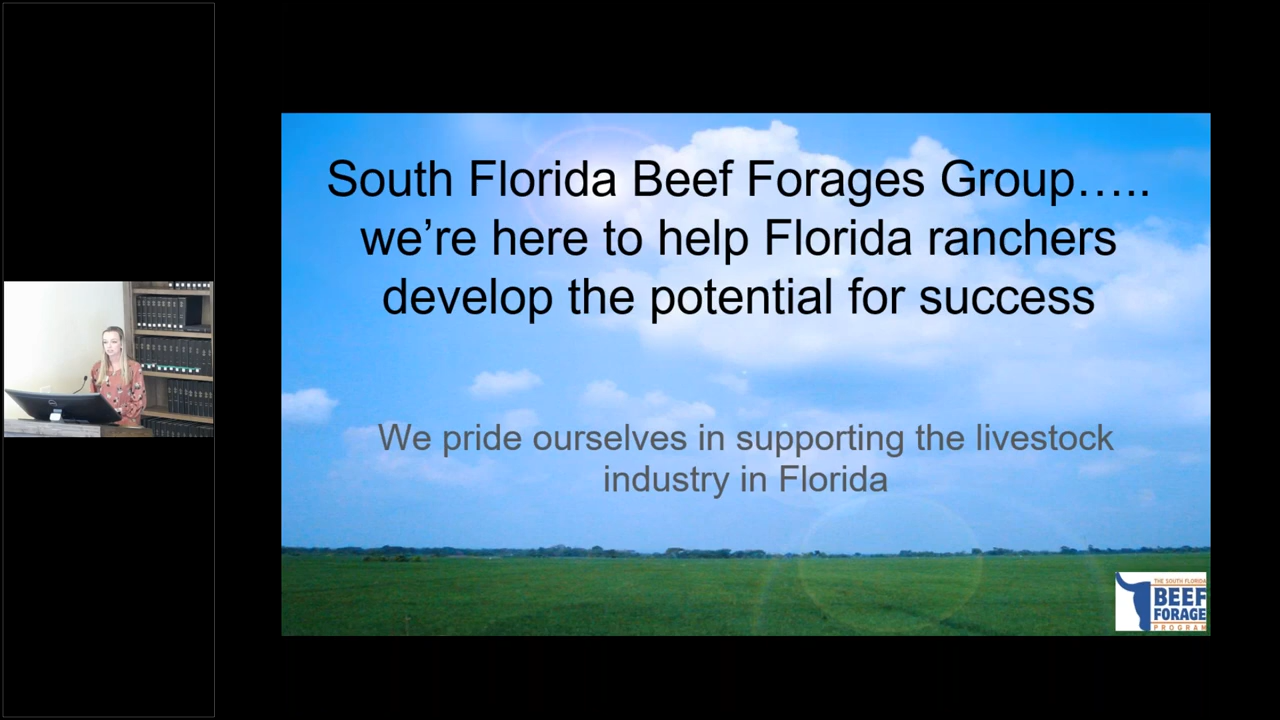 South Florida Beef Forages Group…..
we’re here to help Florida ranchers
develop the potential for success
We pride ourselves in supporting the livestock
industry in Florida
THE SOUTH FLORIDA
BEEF
FORAGE
PROGRAM